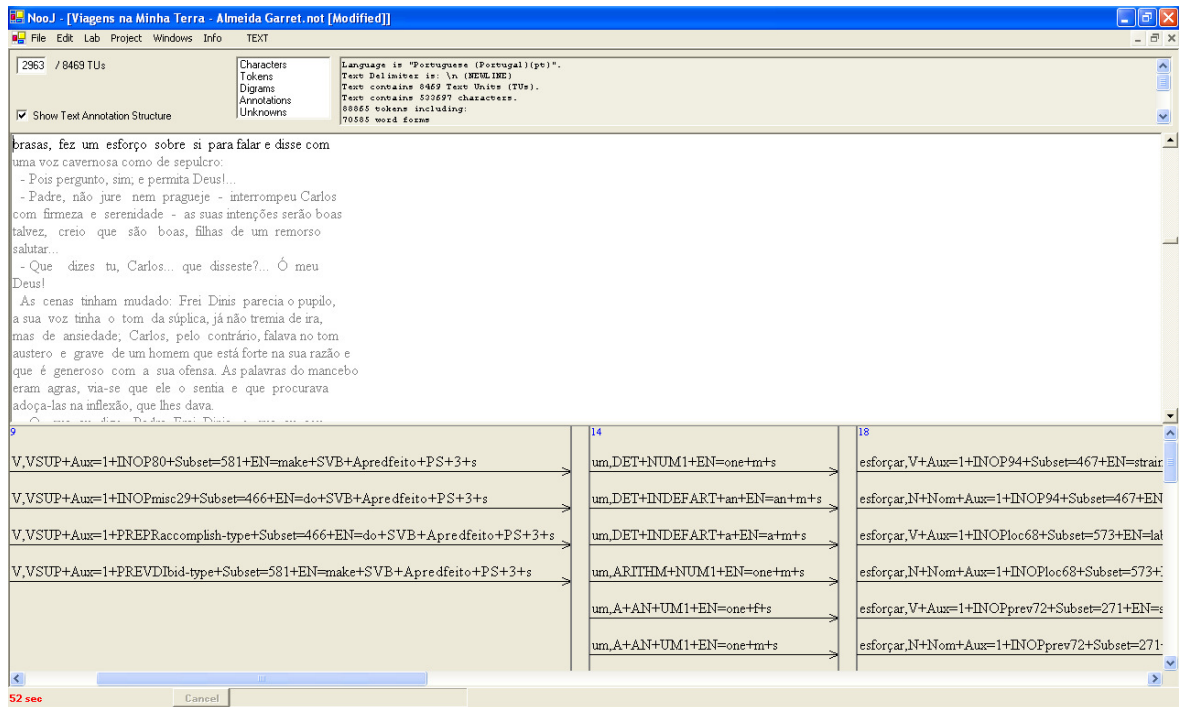 NooJ - [Viagens na Minha Terra - Almeida Garret.not [Modified]]
File Edit Lab Project Windows Info TEXT
2963 / 8469 TUs
Show Text Annotation Structure
Characters
Tokens
Digrams
Annotations
Unknowns
Language is "Portuguese (Portugal)(pt)".
Text Delimiter is: \n (NEWLINE)
Text contains 8469 Text Units (TUs).
Text contains 533697 characters.
88865 tokens including:
70585 word forms
brasas, fez um esforço sobre si para falar e disse com
uma voz cavernosa como de sepulcro:
- Pois pergunto, sim; e permita Deus!...
- Padre, não jure nem pragueje - interrompeu Carlos
com firmeza e serenidade - as suas intenções serão boas
talvez, creio que são boas, filhas de um remorso
salutar...
- Que dizes tu, Carlos... que disseste?... Ó meu
Deus!
As cenas tinham mudado: Frei Dinis parecia o pupilo,
a sua voz tinha o tom da súplica, já não tremia de ira,
mas de ansiedade; Carlos, pelo contrário, falava no tom
austero e grave de um homem que está forte na sua razão e
que é generoso com a sua ofensa. As palavras do mancebo
eram agras, via-se que ele o sentia e que procurava
adoça-las na inflexão, que lhes dava.
9
V,VSUP+Aux=1+INOP80+Subset=581+EN=make+SVB+Apredfeito+PS+3+s
V,VSUP+Aux=1+INOPmisc29+Subset=466+EN=do+SVB+Apredfeito+PS+3+s
V,VSUP+Aux=1+PREPRaccomplish-type+Subset=466+EN=do+SVB+Apredfeito+PS+3+s
V,VSUP+Aux=1+PREVDIbid-type+Subset=581+EN=make+SVB+Apredfeito+PS+3+s
14
um,DET+NUM1+EN=one+m+s
um,DET+INDEFART+an+EN=an+m+s
um,DET+INDEFART+a+EN=a+m+s
um,ARITHM+NUM1+EN=one+m+s
um,A+AN+UM1+EN=one+f+s
um,A+AN+UM1+EN=one+m+s
18
esforçar,V+Aux=1+INOP94+Subset=467+EN=strain
esforçar,N+Nom+Aux=1+INOP94+Subset=467+EN
esforçar,V+Aux=1+INOPloc68+Subset=573+EN=lal
esforçar,N+Nom+Aux=1+INOPloc68+Subset=573+
esforçar,V+Aux=1+INOPprev72+Subset=271+EN=s
esforçar,N+Nom+Aux=1+INOPprev72+Subset=271
52 sec
Cancel